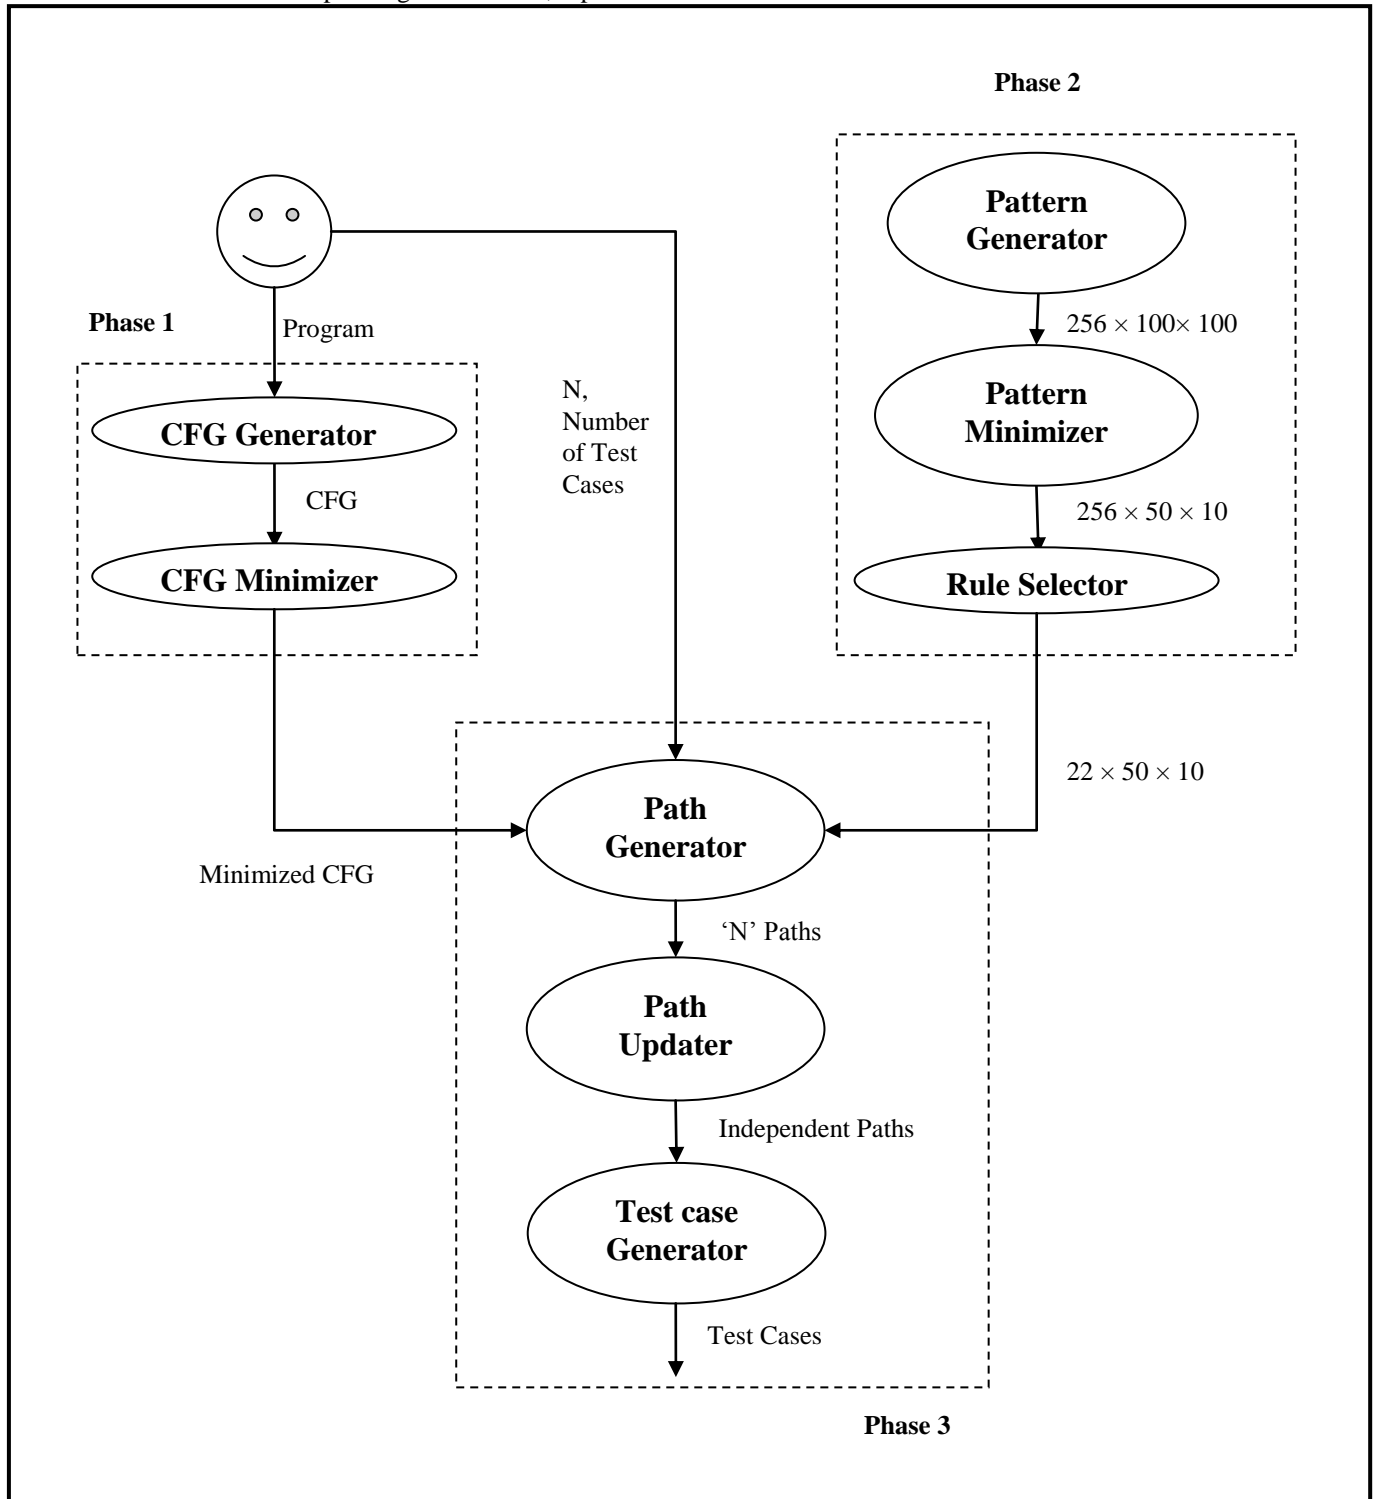 Phase 2
Pattern
Generator
256 × 100× 100
Phase 1
Program
Pattern
Minimizer
N,
Number
of Test
Cases
CFG Generator
CFG
256 × 50 × 10
CFG Minimizer
Rule Selector
22 × 50 × 10
Path
Generator
Minimized CFG
‘N’ Paths
Path
Updater
Independent Paths
Test case
Generator
Test Cases
Phase 3